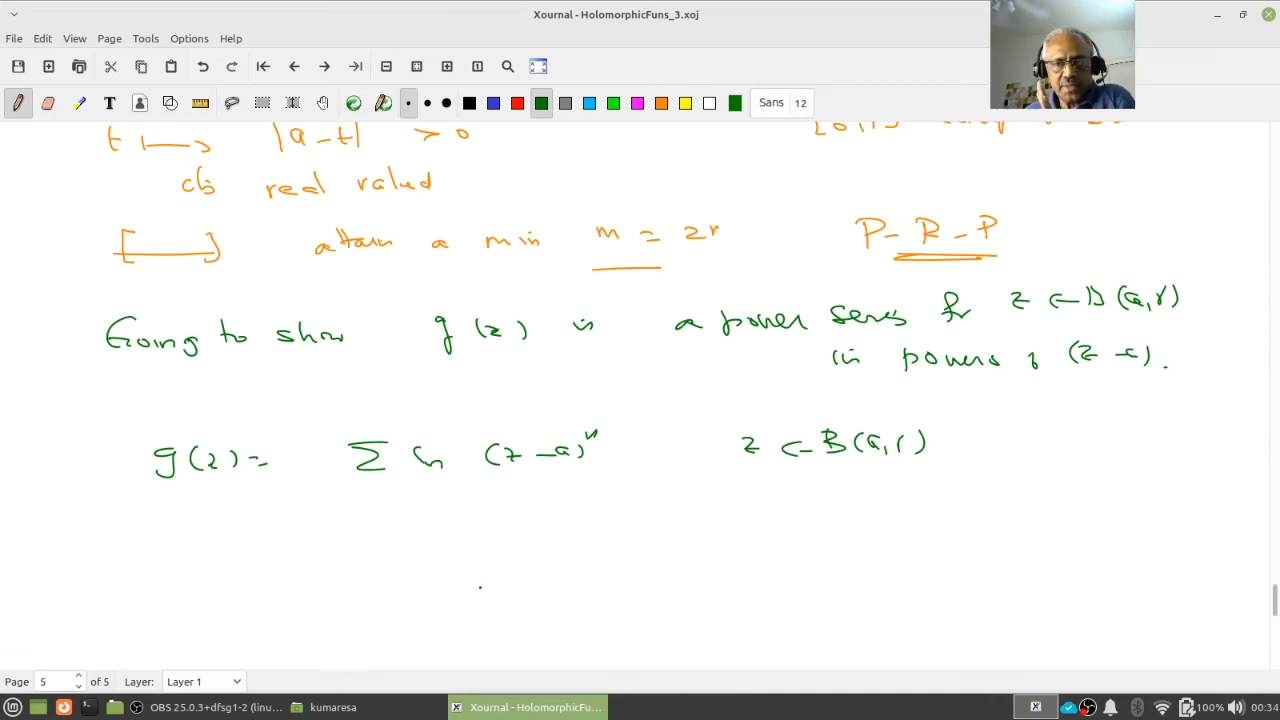 Xournal - HolomorphicFuns_3.xoj
File Edit View Page Tools Options Help
Sans 12
t ⟼ |a - t| > 0
cts real valued
[ ] attain a min m = 2r P - R - P
Going to show g(z) is a power series for z ∈ B(a,r)
in powers of (z - a).
g(z) = Σ cn (z - a)^n z ∈ B(a,r)
Page 5 of 5 Layer: Layer 1
OBS 25.0.3+dfsg1-2 (linu... kumaresa Xournal - HolomorphicFu... 100% 00:34